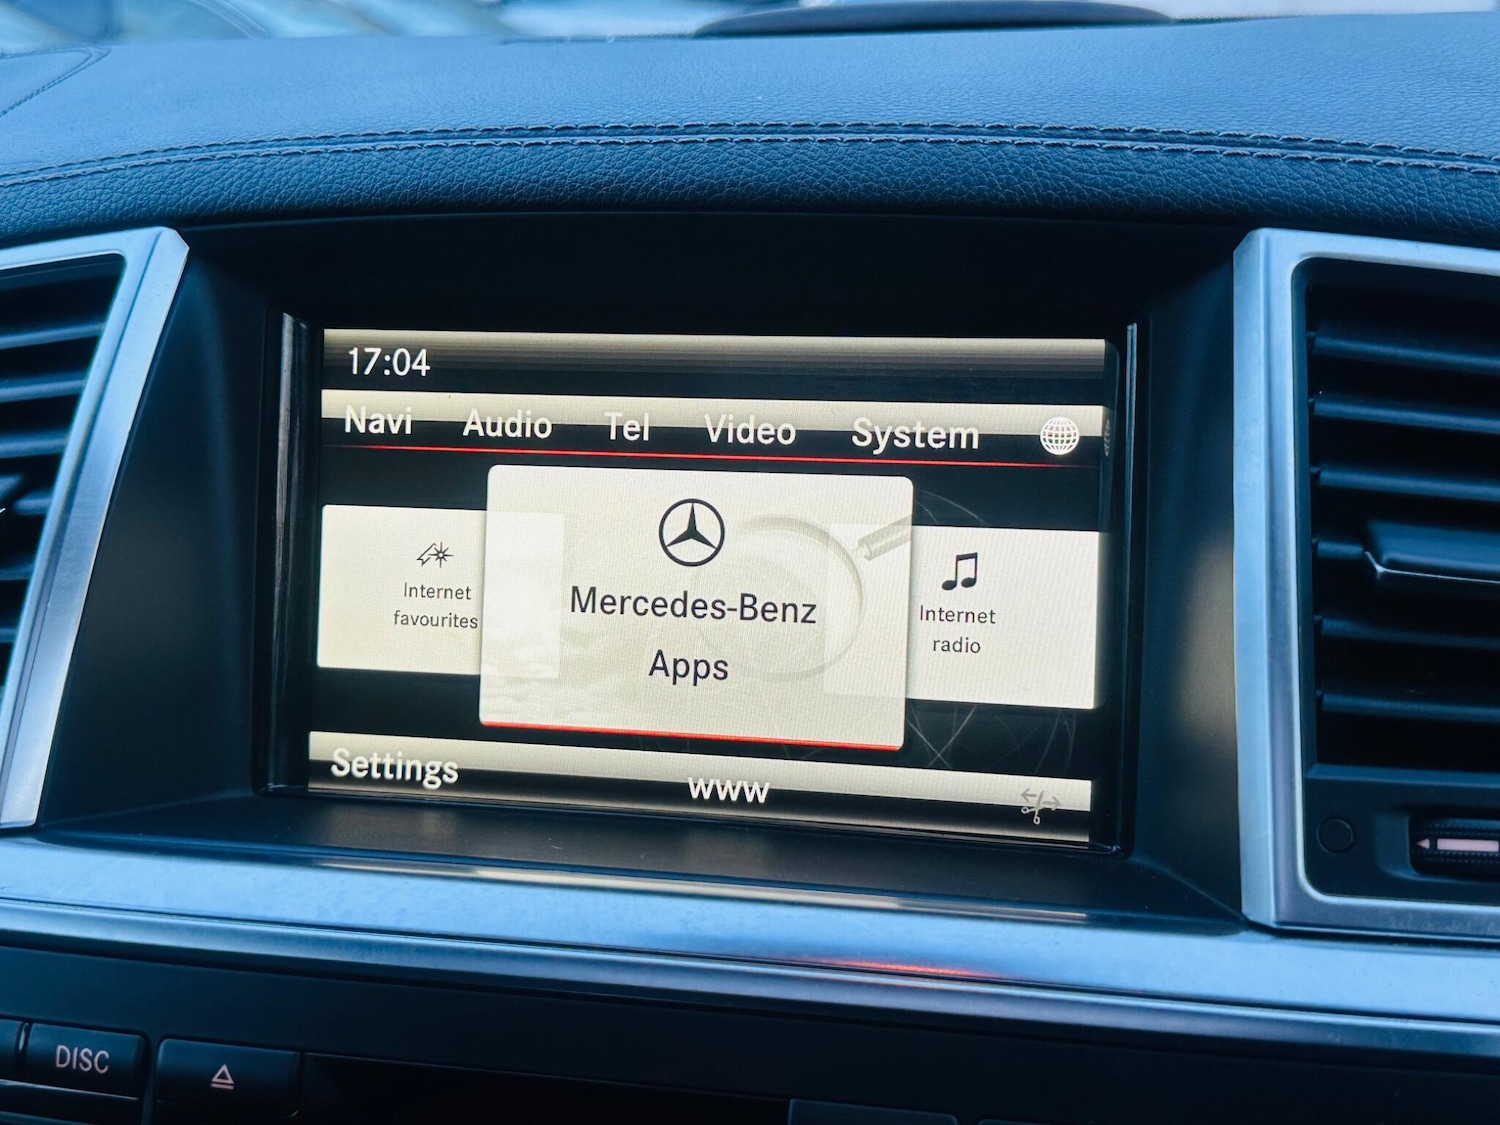 17:04
Navi Audio Tel Video System
Internet
favourites
Mercedes-Benz
Apps
Internet
radio
Settings www
DISC